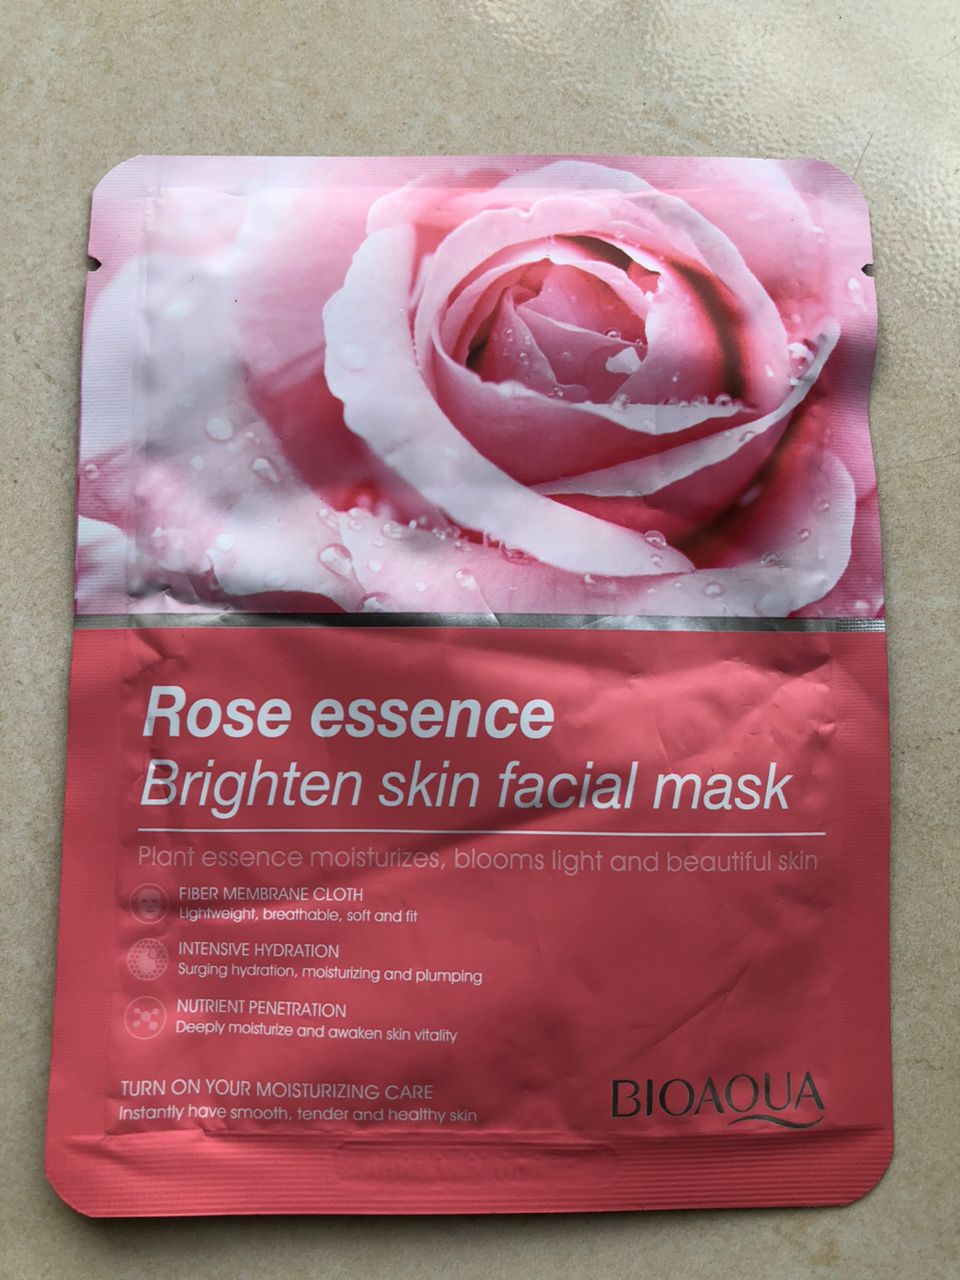 Rose essence
Brighten skin facial mask
Plant essence moisturizes, blooms light and beautiful skin
FIBER MEMBRANE CLOTH
Lightweight, breathable, soft and fit
INTENSIVE HYDRATION
Surging hydration, moisturizing and plumping
NUTRIENT PENETRATION
Deeply moisturize and awaken skin vitality
TURN ON YOUR MOISTURIZING CARE
Instantly have smooth, tender and healthy skin
BIOAQUA